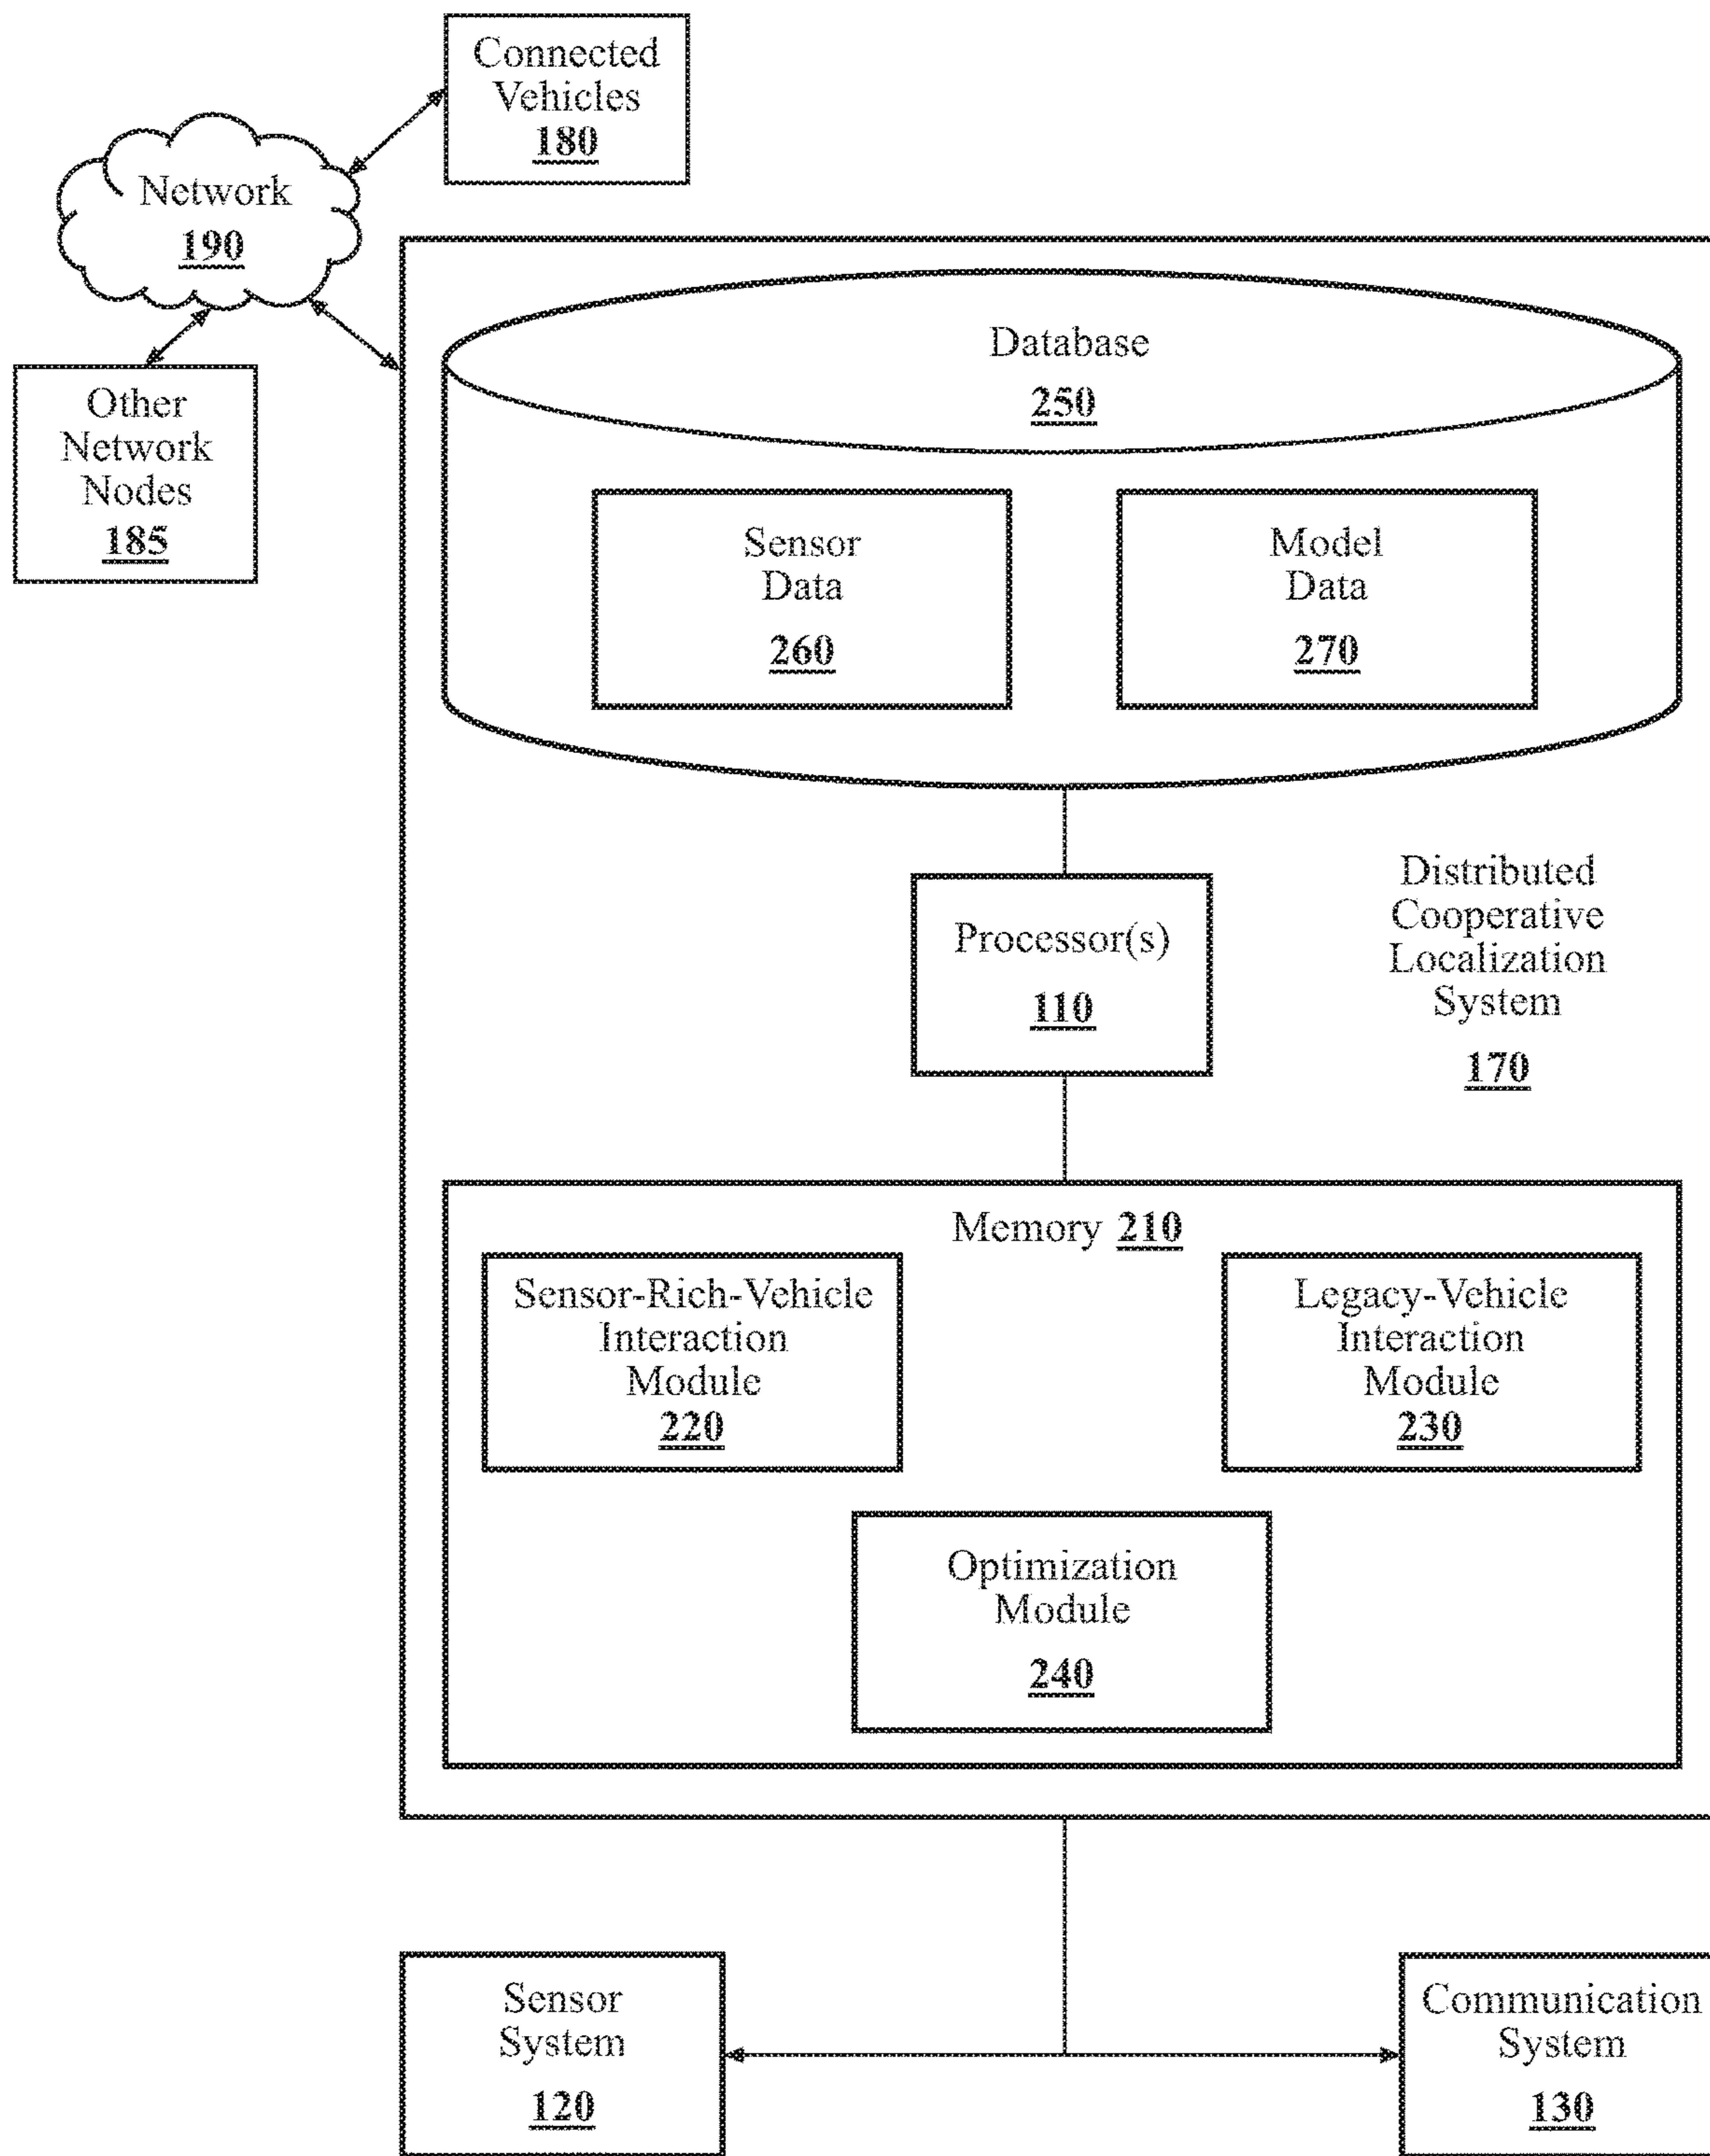 Connected
Vehicles
180
Network
190
Other
Network
Nodes
185
Database
250
Sensor
Data
260
Model
Data
270
Processor(s)
110
Distributed
Cooperative
Localization
System
170
Memory 210
Sensor-Rich-Vehicle
Interaction
Module
220
Legacy-Vehicle
Interaction
Module
230
Optimization
Module
240
Sensor
System
120
Communication
System
130